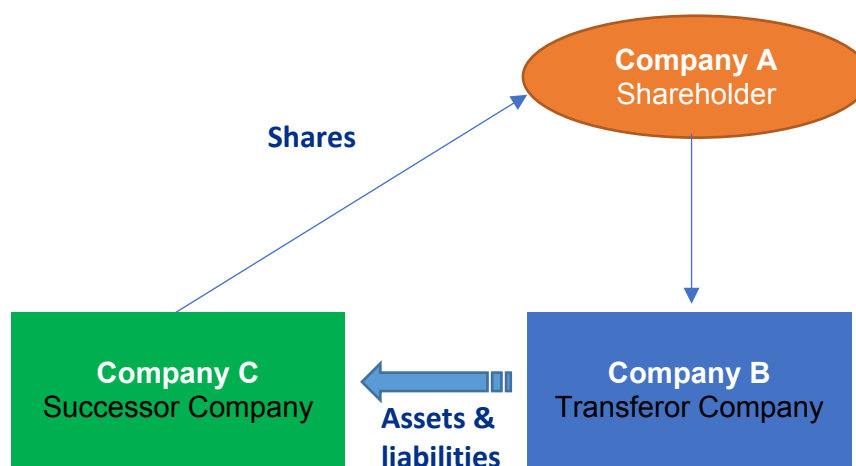 Company A
Shareholder
Shares
Company C
Successor Company
Company B
Transferor Company
Assets &
liabilities